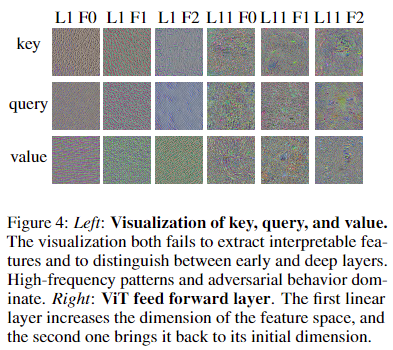 L1 F0 L1 F1 L1 F2 L11 F0 L11 F1 L11 F2
key
query
value
Figure 4: Left: Visualization of key, query, and value.
The visualization both fails to extract interpretable fea-
tures and to distinguish between early and deep layers.
High-frequency patterns and adversarial behavior dom-
inate. Right: ViT feed forward layer. The first linear
layer increases the dimension of the feature space, and
the second one brings it back to its initial dimension.